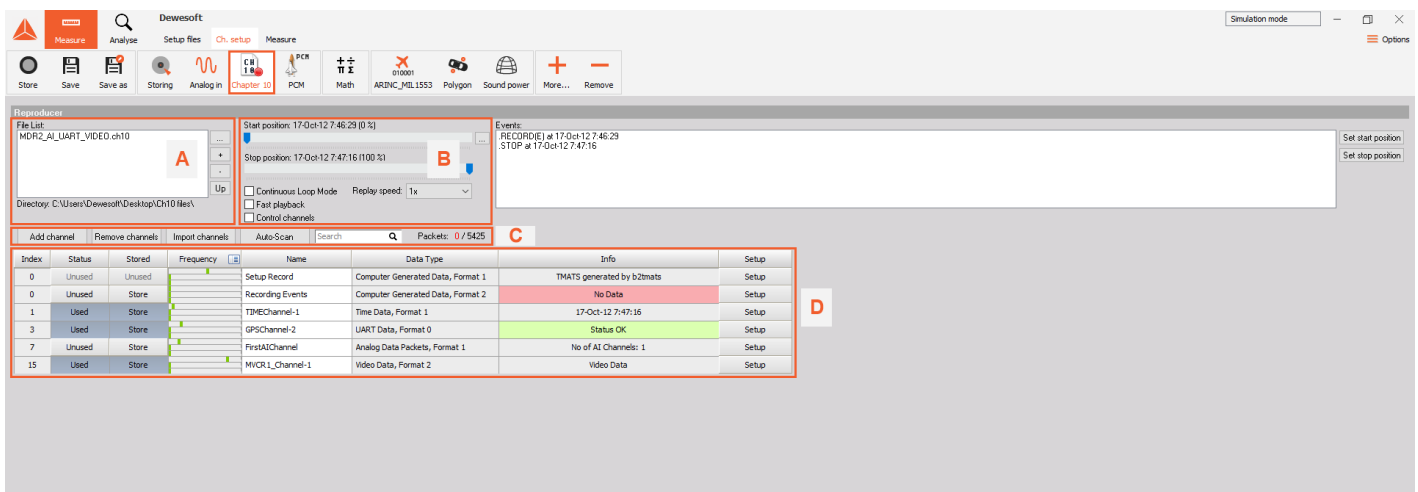 Dewesoft
Simulation mode
Measure Analyse Setup files Ch. setup Measure
Options
CH 10 PCM 010001
Store Save Save as Storing Analog in Chapter 10 PCM Math ARINC_MIL1553 Polygon Sound power More... Remove
Reproducer
File List:
MDR2_AI_UART_VIDEO.ch10
...
+
-
Up
Directory: C:\Users\Dewesoft\Desktop\Ch10 files\
A
Start position: 17-Oct-12 7:46:29 (0 %)
...
Stop position: 17-Oct-12 7:47:16 (100 %)
B
Continuous Loop Mode Replay speed: 1x
Fast playback
Control channels
Events:
.RECORD(E) at 17-Oct-12 7:46:29
.STOP at 17-Oct-12 7:47:16
Set start position
Set stop position
Add channel Remove channels Import channels Auto-Scan Search Packets: 0 / 5425 C
Index Status Stored Frequency Name Data Type Info Setup
0 Unused Unused Setup Record Computer Generated Data, Format 1 TMATS generated by b2tmats Setup
0 Unused Store Recording Events Computer Generated Data, Format 2 No Data Setup
1 Used Store TIMEChannel-1 Time Data, Format 1 17-Oct-12 7:47:16 Setup
3 Used Store GPSChannel-2 UART Data, Format 0 Status OK Setup
7 Unused Store FirstAIChannel Analog Data Packets, Format 1 No of AI Channels: 1 Setup
15 Used Store MVCR1_Channel-1 Video Data, Format 2 Video Data Setup
D